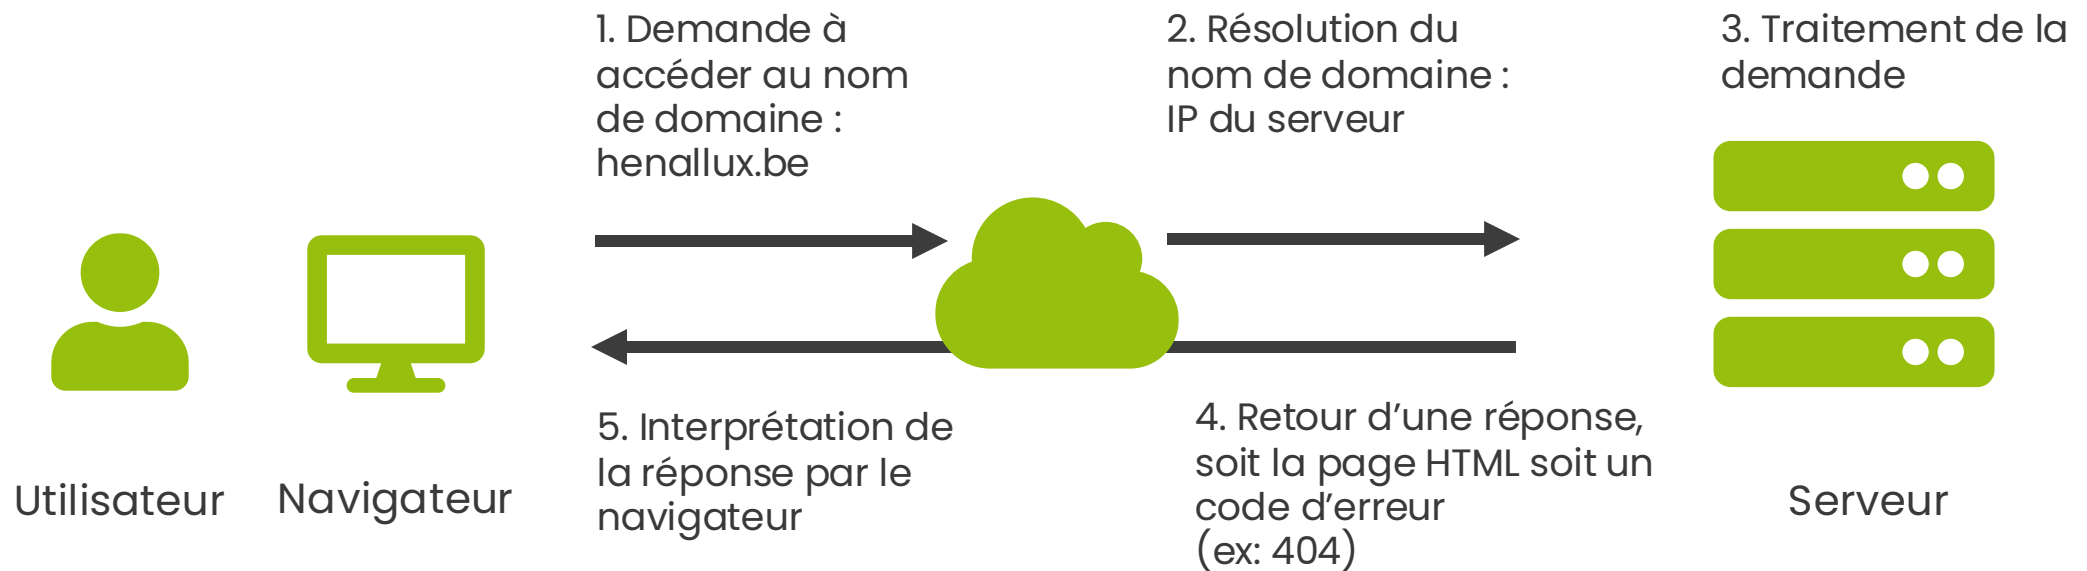 1. Demande à
accéder au nom
de domaine :
henallux.be
2. Résolution du
nom de domaine :
IP du serveur
3. Traitement de la
demande
5. Interprétation de
la réponse par le
navigateur
4. Retour d’une réponse,
soit la page HTML soit un
code d’erreur
(ex: 404)
Utilisateur
Navigateur
Serveur